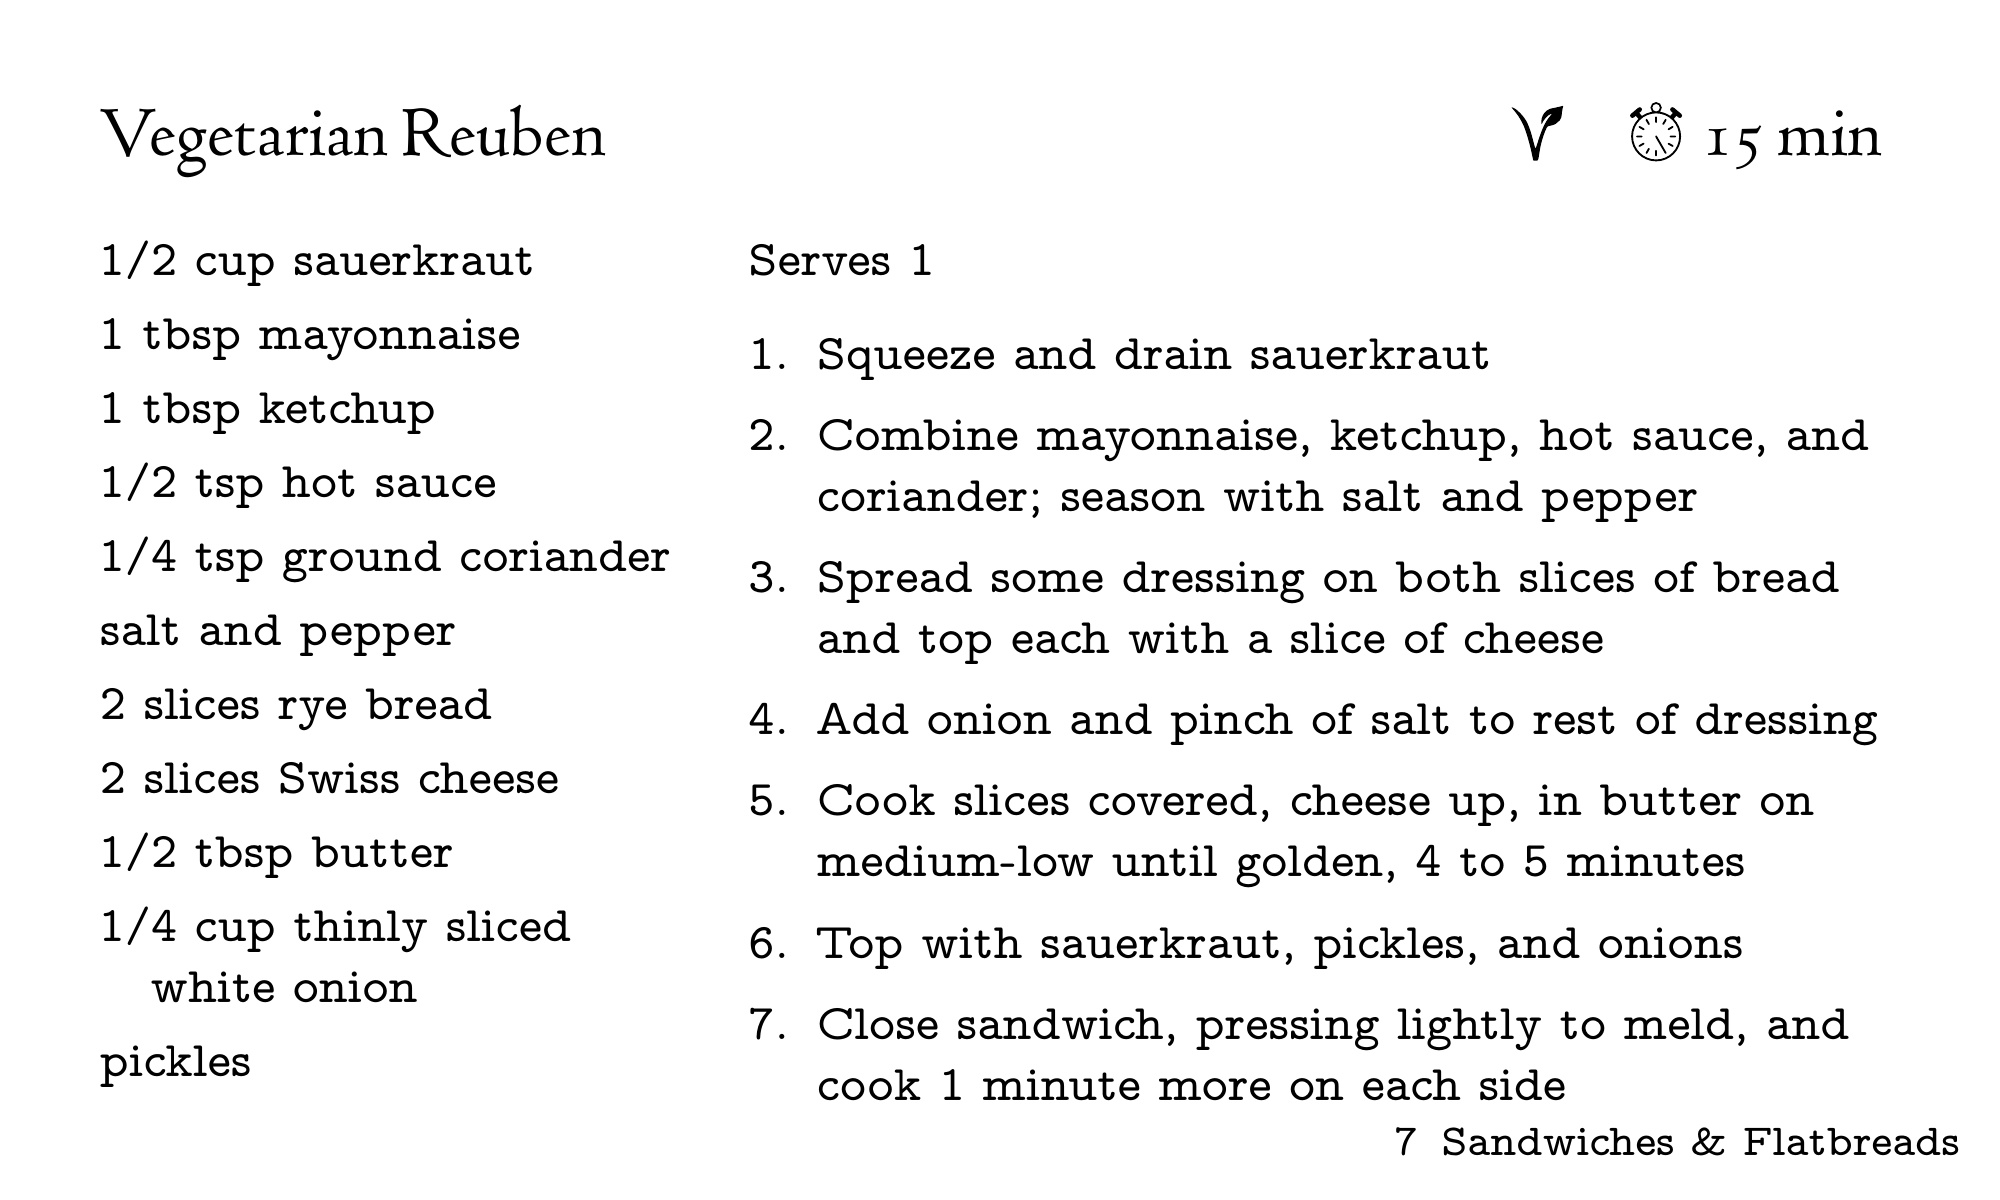 Vegetarian Reuben
15 min
1/2 cup sauerkraut
1 tbsp mayonnaise
1 tbsp ketchup
1/2 tsp hot sauce
1/4 tsp ground coriander
salt and pepper
2 slices rye bread
2 slices Swiss cheese
1/2 tbsp butter
1/4 cup thinly sliced
white onion
pickles
Serves 1
1. Squeeze and drain sauerkraut
2. Combine mayonnaise, ketchup, hot sauce, and
coriander; season with salt and pepper
3. Spread some dressing on both slices of bread
and top each with a slice of cheese
4. Add onion and pinch of salt to rest of dressing
5. Cook slices covered, cheese up, in butter on
medium-low until golden, 4 to 5 minutes
6. Top with sauerkraut, pickles, and onions
7. Close sandwich, pressing lightly to meld, and
cook 1 minute more on each side
7 Sandwiches & Flatbreads